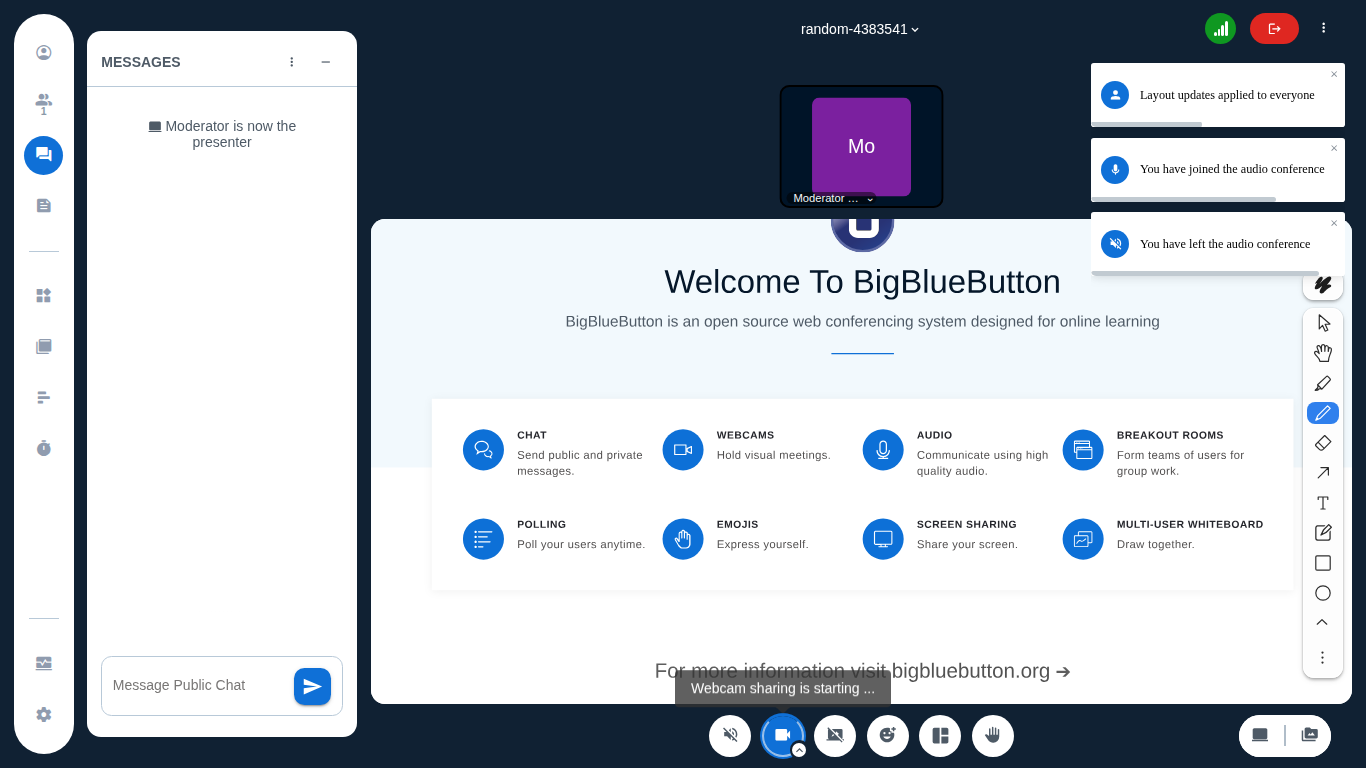 random-4383541
MESSAGES
1
Moderator is now the
presenter
Message Public Chat
Mo
Moderator ...
Layout updates applied to everyone
You have joined the audio conference
You have left the audio conference
Welcome To BigBlueButton
BigBlueButton is an open source web conferencing system designed for online learning
CHAT
Send public and private
messages.
WEBCAMS
Hold visual meetings.
AUDIO
Communicate using high
quality audio.
BREAKOUT ROOMS
Form teams of users for
group work.
POLLING
Poll your users anytime.
EMOJIS
Express yourself.
SCREEN SHARING
Share your screen.
MULTI-USER WHITEBOARD
Draw together.
For more information visit bigbluebutton.org ➔
Webcam sharing is starting ...